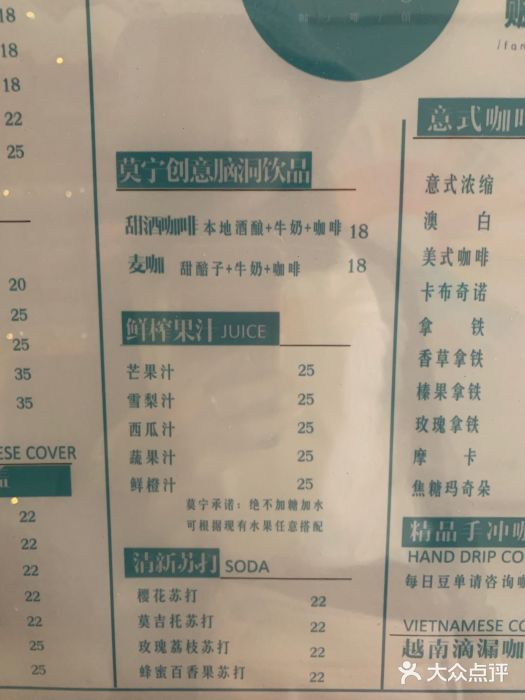 18
18
18
22
25
20
25
25
35
35
ESE COVER
22
22
22
22
25
25
莫宁创意脑洞饮品
甜酒咖啡 本地酒酿+牛奶+咖啡 18
麦咖 甜醅子+牛奶+咖啡 18
鲜榨果汁 JUICE
芒果汁 25
雪梨汁 25
西瓜汁 25
蔬果汁 25
鲜橙汁 25
莫宁承诺：绝不加糖加水
可根据现有水果任意搭配
清新苏打 SODA
樱花苏打 22
莫吉托苏打 22
玫瑰荔枝苏打 22
蜂蜜百香果苏打 22
意式咖
意式浓缩
澳白
美式咖啡
卡布奇诺
拿铁
香草拿铁
榛果拿铁
玫瑰拿铁
摩卡
焦糖玛奇朵
精品手冲咖
HAND DRIP CO
每日豆单请咨询咖
VIETNAMESE CO
越南滴漏咖
大众点评